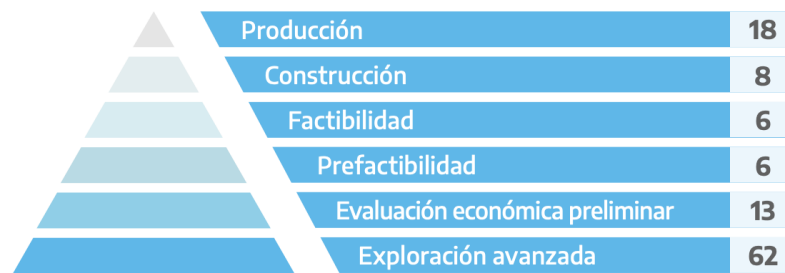 Producción 18
Construcción 8
Factibilidad 6
Prefactibilidad 6
Evaluación económica preliminar 13
Exploración avanzada 62